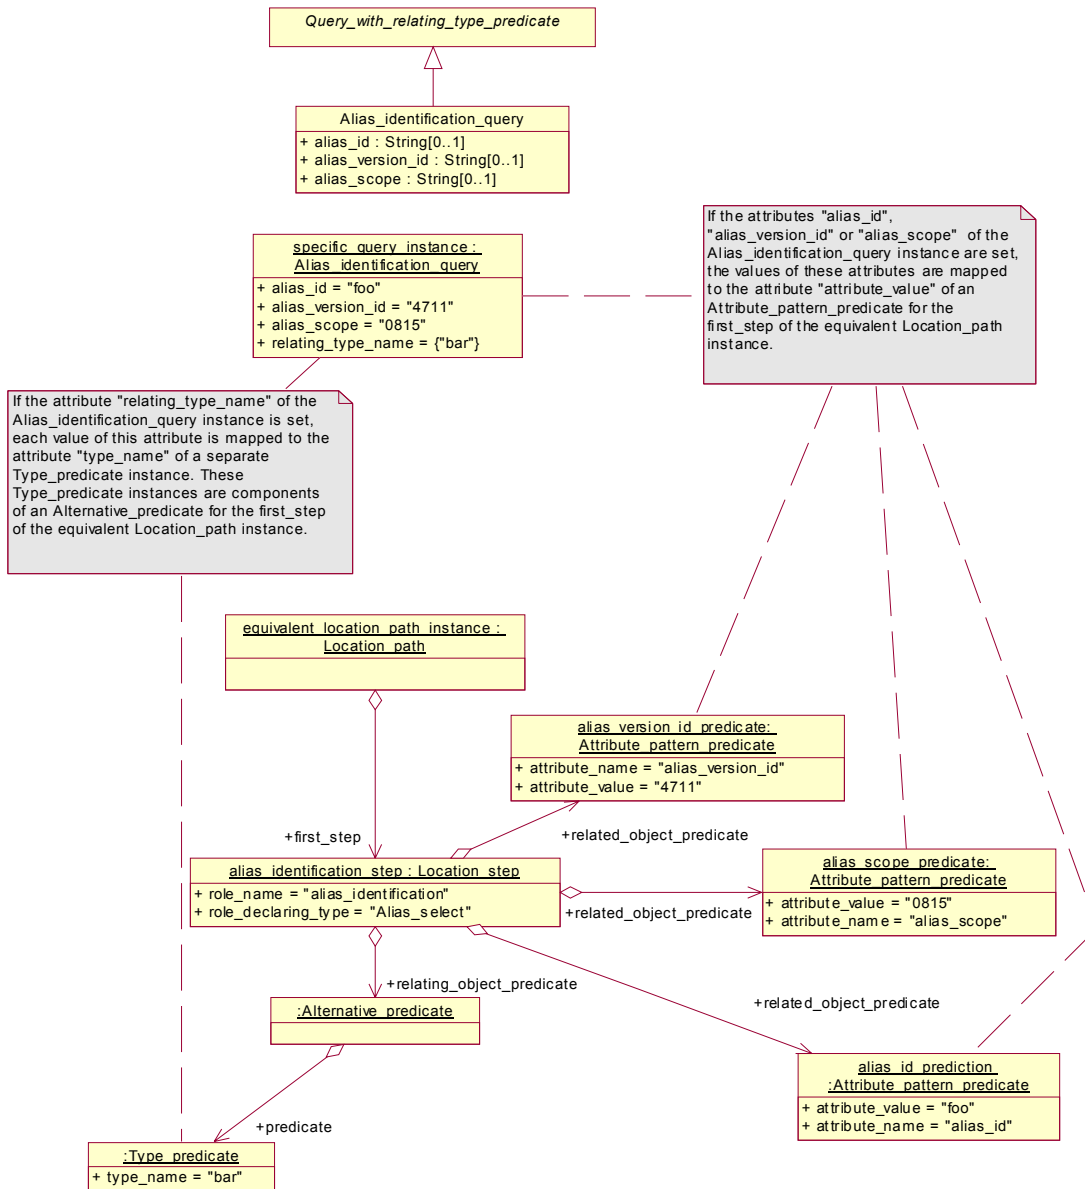 Query_with_relating_type_predicate
Alias_identification_query
+ alias_id : String[0..1]
+ alias_version_id : String[0..1]
+ alias_scope : String[0..1]
If the attributes "alias_id",
"alias_version_id" or "alias_scope" of the
Alias_identification_query instance are set,
the values of these attributes are mapped
to the attribute "attribute_value" of an
Attribute_pattern_predicate for the
first_step of the equivalent Location_path
instance.
specific_query_instance :
Alias_identification_query
+ alias_id = "foo"
+ alias_version_id = "4711"
+ alias_scope = "0815"
+ relating_type_name = {"bar"}
If the attribute "relating_type_name" of the
Alias_identification_query instance is set,
each value of this attribute is mapped to the
attribute "type_name" of a separate
Type_predicate instance. These
Type_predicate instances are components
of an Alternative_predicate for the first_step
of the equivalent Location_path instance.
equivalent_location_path_instance :
Location_path
alias_version_id_predicate:
Attribute_pattern_predicate
+ attribute_name = "alias_version_id"
+ attribute_value = "4711"
+first_step
+related_object_predicate
alias_identification_step : Location_step
+ role_name = "alias_identification"
+ role_declaring_type = "Alias_select"
+related_object_predicate
alias_scope_predicate:
Attribute_pattern_predicate
+ attribute_value = "0815"
+ attribute_name = "alias_scope"
+relating_object_predicate
+related_object_predicate
:Alternative_predicate
alias_id_prediction
:Attribute_pattern_predicate
+ attribute_value = "foo"
+ attribute_name = "alias_id"
+predicate
:Type_predicate
+ type_name = "bar"